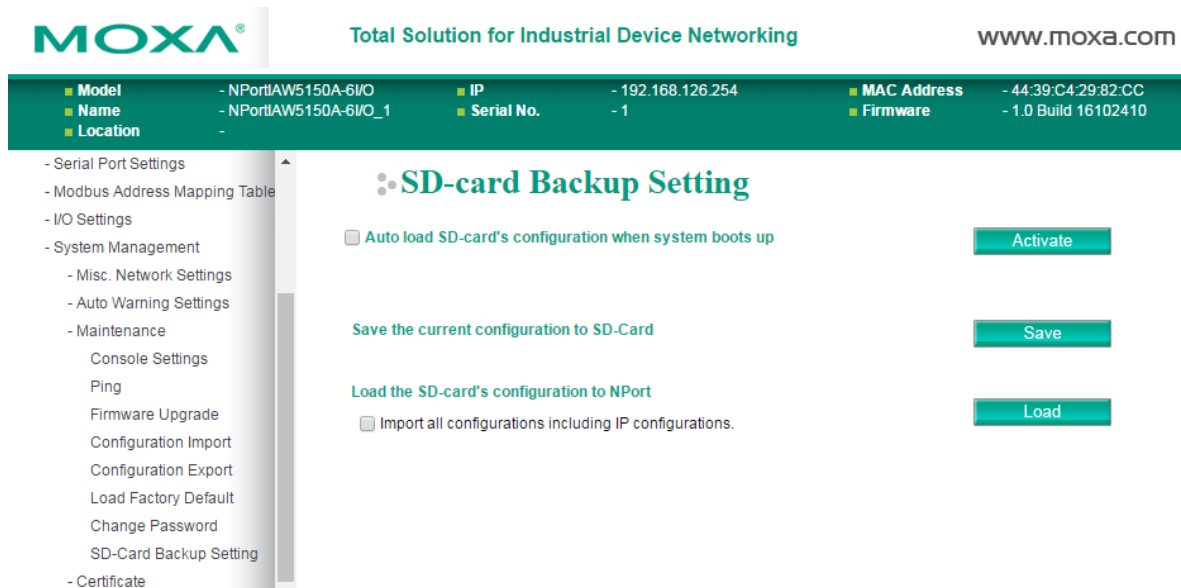 MOXA®
Total Solution for Industrial Device Networking
www.moxa.com
Model - NPortIAW5150A-6I/O IP - 192.168.126.254 MAC Address - 44:39:C4:29:82:CC
Name - NPortIAW5150A-6I/O_1 Serial No. - 1 Firmware - 1.0 Build 16102410
Location -
- Serial Port Settings
- Modbus Address Mapping Table
- I/O Settings
- System Management
- Misc. Network Settings
- Auto Warning Settings
- Maintenance
Console Settings
Ping
Firmware Upgrade
Configuration Import
Configuration Export
Load Factory Default
Change Password
SD-Card Backup Setting
- Certificate
SD-card Backup Setting
Auto load SD-card's configuration when system boots up
Activate
Save the current configuration to SD-Card
Save
Load the SD-card's configuration to NPort
Import all configurations including IP configurations.
Load